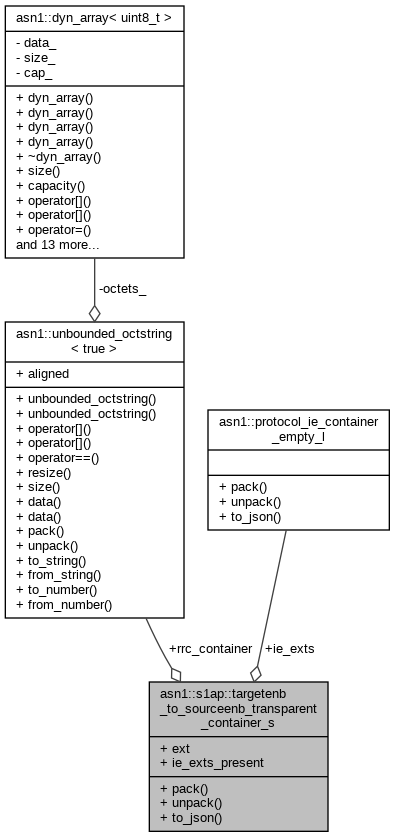 asn1::dyn_array< uint8_t >
- data_
- size_
- cap_
+ dyn_array()
+ dyn_array()
+ dyn_array()
+ dyn_array()
+ ~dyn_array()
+ size()
+ capacity()
+ operator[]()
+ operator[]()
+ operator=()
and 13 more...
-octets_
asn1::unbounded_octstring
< true >
+ aligned
+ unbounded_octstring()
+ unbounded_octstring()
+ operator[]()
+ operator[]()
+ operator==()
+ resize()
+ size()
+ data()
+ data()
+ pack()
+ unpack()
+ to_string()
+ from_string()
+ to_number()
+ from_number()
asn1::protocol_ie_container
_empty_l
+ pack()
+ unpack()
+ to_json()
+rrc_container
+ie_exts
asn1::s1ap::targetenb
_to_sourceenb_transparent
_container_s
+ ext
+ ie_exts_present
+ pack()
+ unpack()
+ to_json()